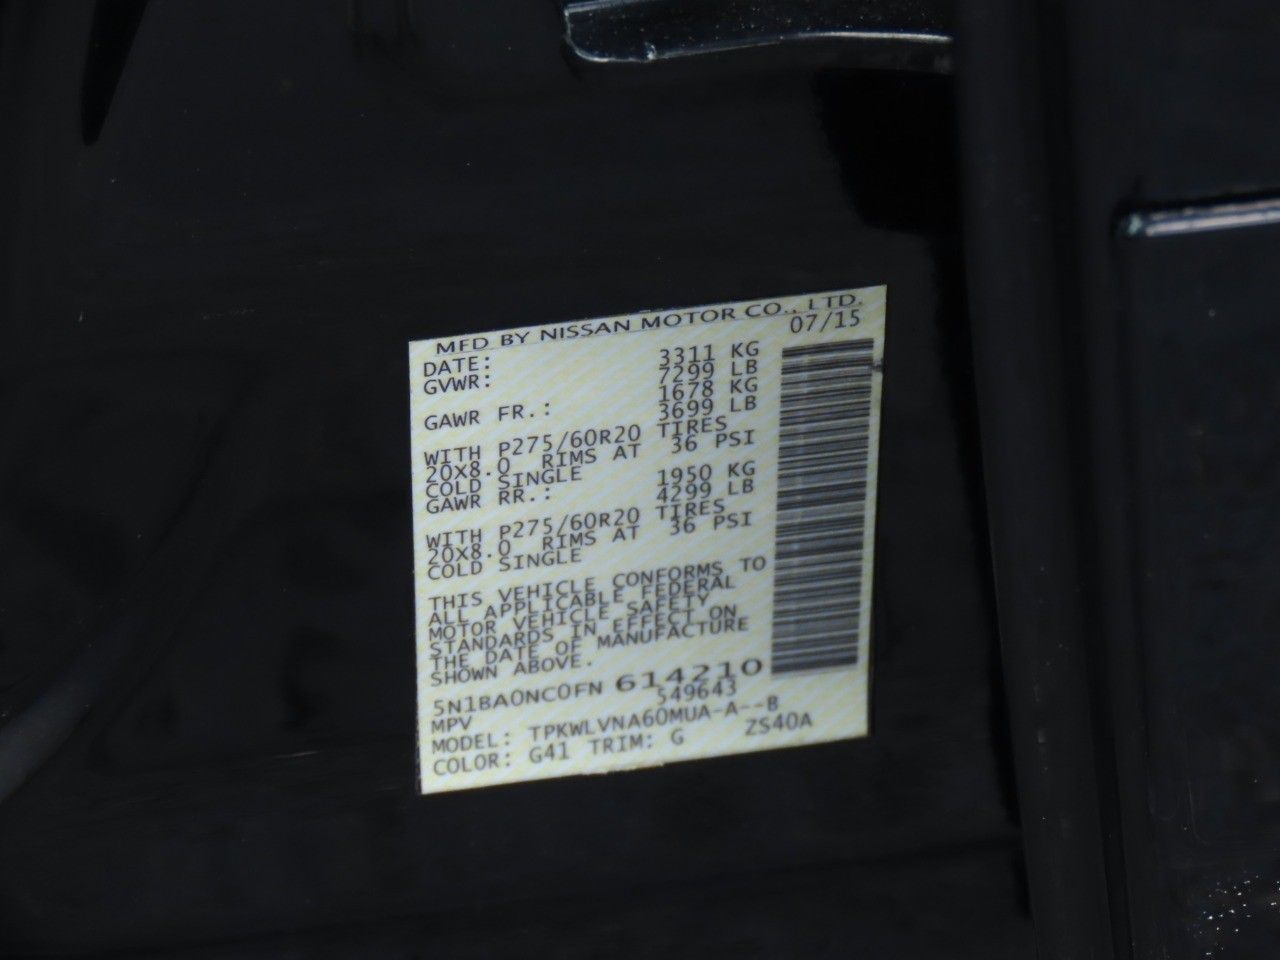 MFD BY NISSAN MOTOR CO., LTD.
DATE: 07/15
GVWR: 3311 KG
7299 LB
GAWR FR.: 1678 KG
3699 LB
WITH P275/60R20 TIRES
20X8.0 RIMS AT 36 PSI
COLD SINGLE
GAWR RR.: 1950 KG
4299 LB
WITH P275/60R20 TIRES
20X8.0 RIMS AT 36 PSI
COLD SINGLE
THIS VEHICLE CONFORMS TO
ALL APPLICABLE FEDERAL
MOTOR VEHICLE SAFETY
STANDARDS IN EFFECT ON
THE DATE OF MANUFACTURE
SHOWN ABOVE.
5N1BA0NC0FN 614210
MPV 549643
MODEL: TPKWLVNA60MUA-A--B
COLOR: G41 TRIM: G ZS40A